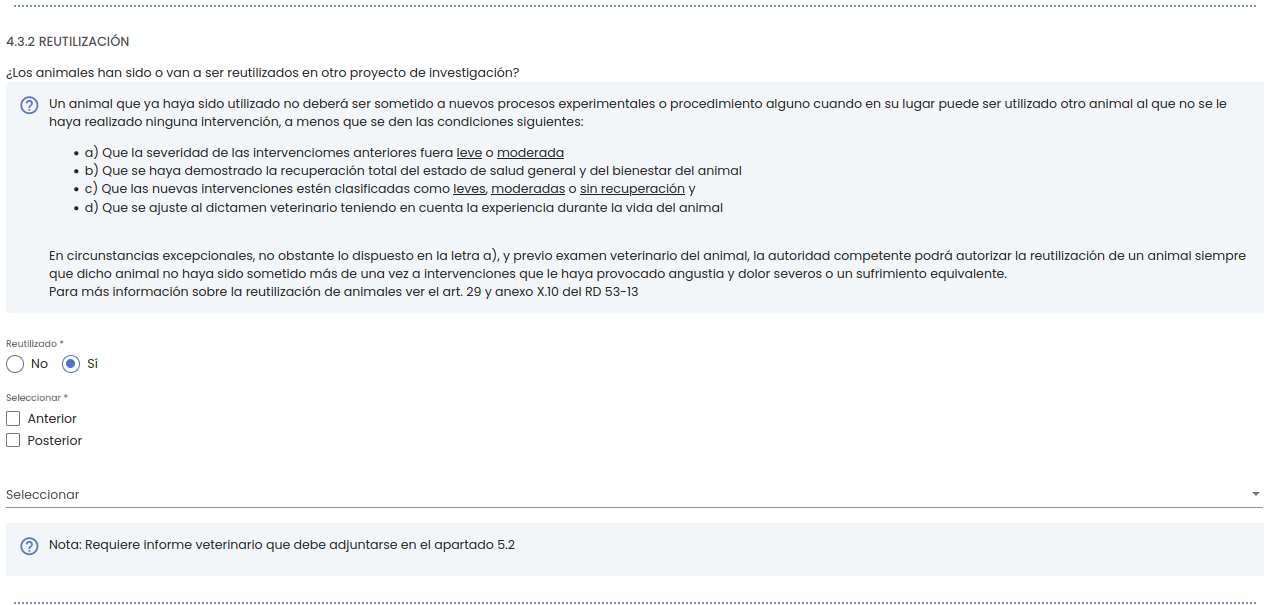 4.3.2 REUTILIZACIÓN
¿Los animales han sido o van a ser reutilizados en otro proyecto de investigación?
Un animal que ya haya sido utilizado no deberá ser sometido a nuevos procesos experimentales o procedimiento alguno cuando en su lugar puede ser utilizado otro animal al que no se le
haya realizado ninguna intervención, a menos que se den las condiciones siguientes:
• a) Que la severidad de las intervenciomes anteriores fuera leve o moderada
• b) Que se haya demostrado la recuperación total del estado de salud general y del bienestar del animal
• c) Que las nuevas intervenciones estén clasificadas como leves, moderadas o sin recuperación y
• d) Que se ajuste al dictamen veterinario teniendo en cuenta la experiencia durante la vida del animal
En circunstancias excepcionales, no obstante lo dispuesto en la letra a), y previo examen veterinario del animal, la autoridad competente podrá autorizar la reutilización de un animal siempre
que dicho animal no haya sido sometido más de una vez a intervenciones que le haya provocado angustia y dolor severos o un sufrimiento equivalente.
Para más información sobre la reutilización de animales ver el art. 29 y anexo X.10 del RD 53-13
Reutilizado *
No Sí
Seleccionar *
Anterior
Posterior
Seleccionar
Nota: Requiere informe veterinario que debe adjuntarse en el apartado 5.2